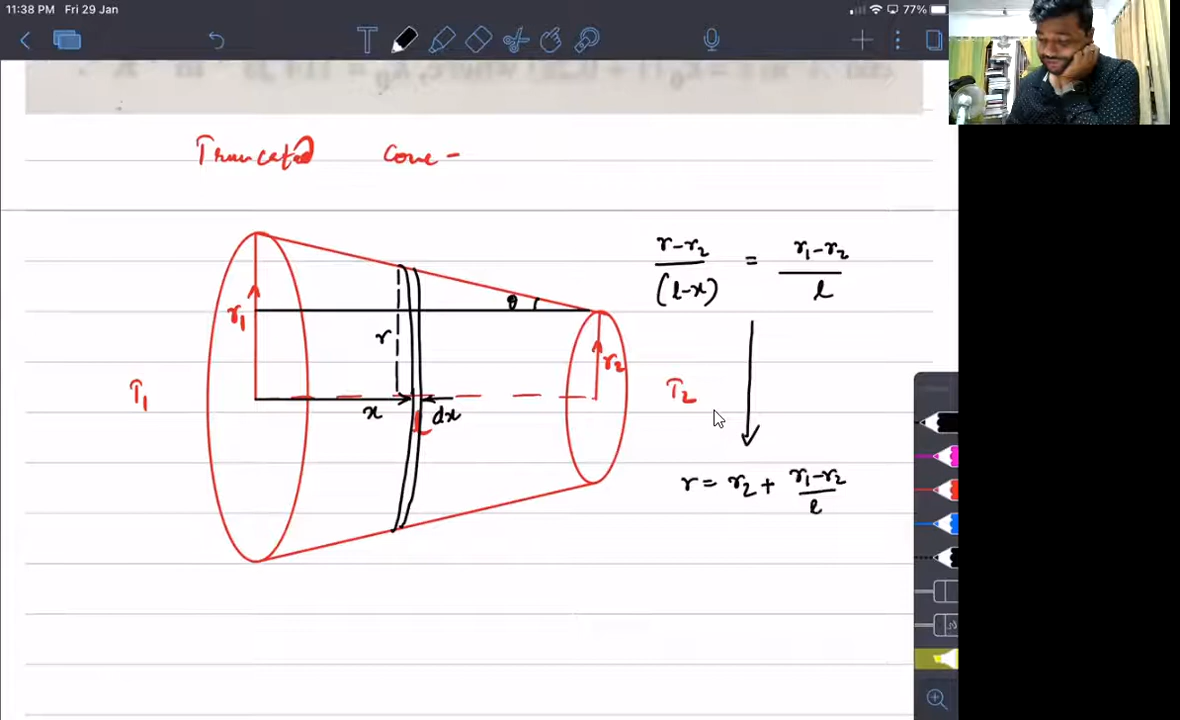 11:38 PM Fri 29 Jan 77%
T
Truncated Cone -
r-r₂/(l-x) = r₁-r₂/l
θ
r₁
r
r₂
T₁
T₂
x
dx
L
r = r₂ + r₁-r₂/l